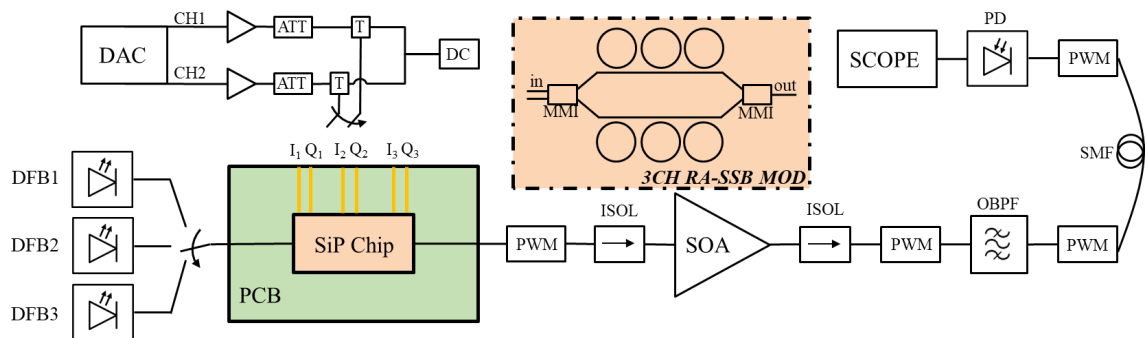 DAC
CH1
CH2
ATT
ATT
T
T
DC
in
MMI
out
MMI
3CH RA-SSB MOD
SCOPE
PD
PWM
SMF
DFB1
DFB2
DFB3
I1 Q1 I2 Q2 I3 Q3
SiP Chip
PCB
PWM
ISOL
SOA
ISOL
PWM
OBPF
PWM